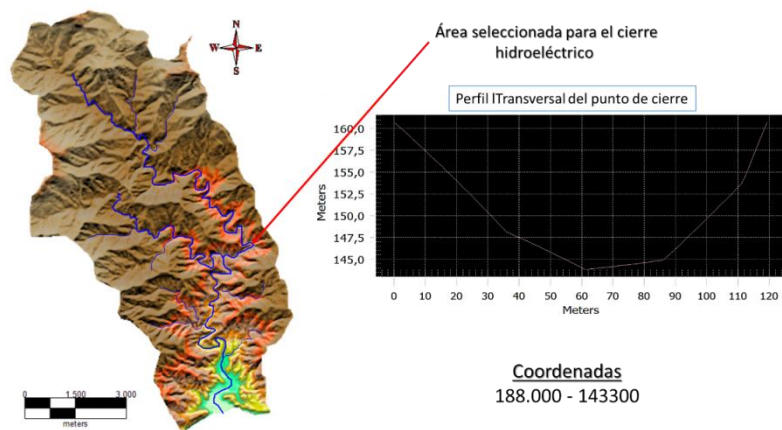 N
W E
S
Área seleccionada para el cierre
hidroeléctrico
Perfil lTransversal del punto de cierre
160,0
157,5
155,0
152,5
150,0
147,5
145,0
Meters
0 10 20 30 40 50 60 70 80 90 100 110 120
Meters
Coordenadas
188.000 - 143300
0 1.500 3.000
meters